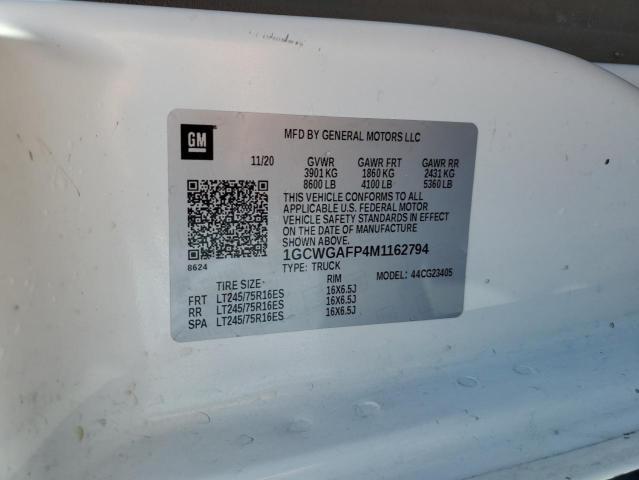 GM
MFD BY GENERAL MOTORS LLC
11/20 GVWR GAWR FRT GAWR RR
3901 KG 1860 KG 2431 KG
8600 LB 4100 LB 5360 LB
THIS VEHICLE CONFORMS TO ALL
APPLICABLE U.S. FEDERAL MOTOR
VEHICLE SAFETY STANDARDS IN EFFECT ON
THE DATE OF MANUFACTURE SHOWN ABOVE.
1GCWGAFP4M1162794
8624 TYPE: TRUCK MODEL: 44CG23405
TIRE SIZE RIM
FRT LT245/75R16ES 16X6.5J
RR LT245/75R16ES 16X6.5J
SPA LT245/75R16ES 16X6.5J